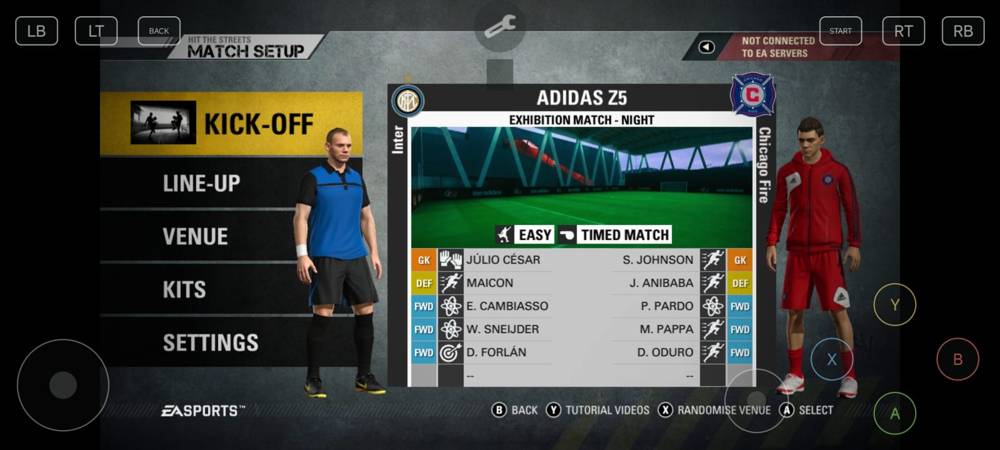 LB
LT
BACK
START
RT
RB
HIT THE STREETS
MATCH SETUP
NOT CONNECTED
TO EA SERVERS
KICK-OFF
LINE-UP
VENUE
KITS
SETTINGS
ADIDAS Z5
EXHIBITION MATCH - NIGHT
Inter
Chicago Fire
EASY TIMED MATCH
GK JÚLIO CÉSAR S. JOHNSON GK
DEF MAICON J. ANIBABA DEF
FWD E. CAMBIASSO P. PARDO FWD
FWD W. SNEIJDER M. PAPPA FWD
FWD D. FORLÁN D. ODURO FWD
-- --
Y
X
B
A
EA SPORTS™
B BACK Y TUTORIAL VIDEOS X RANDOMISE VENUE A SELECT